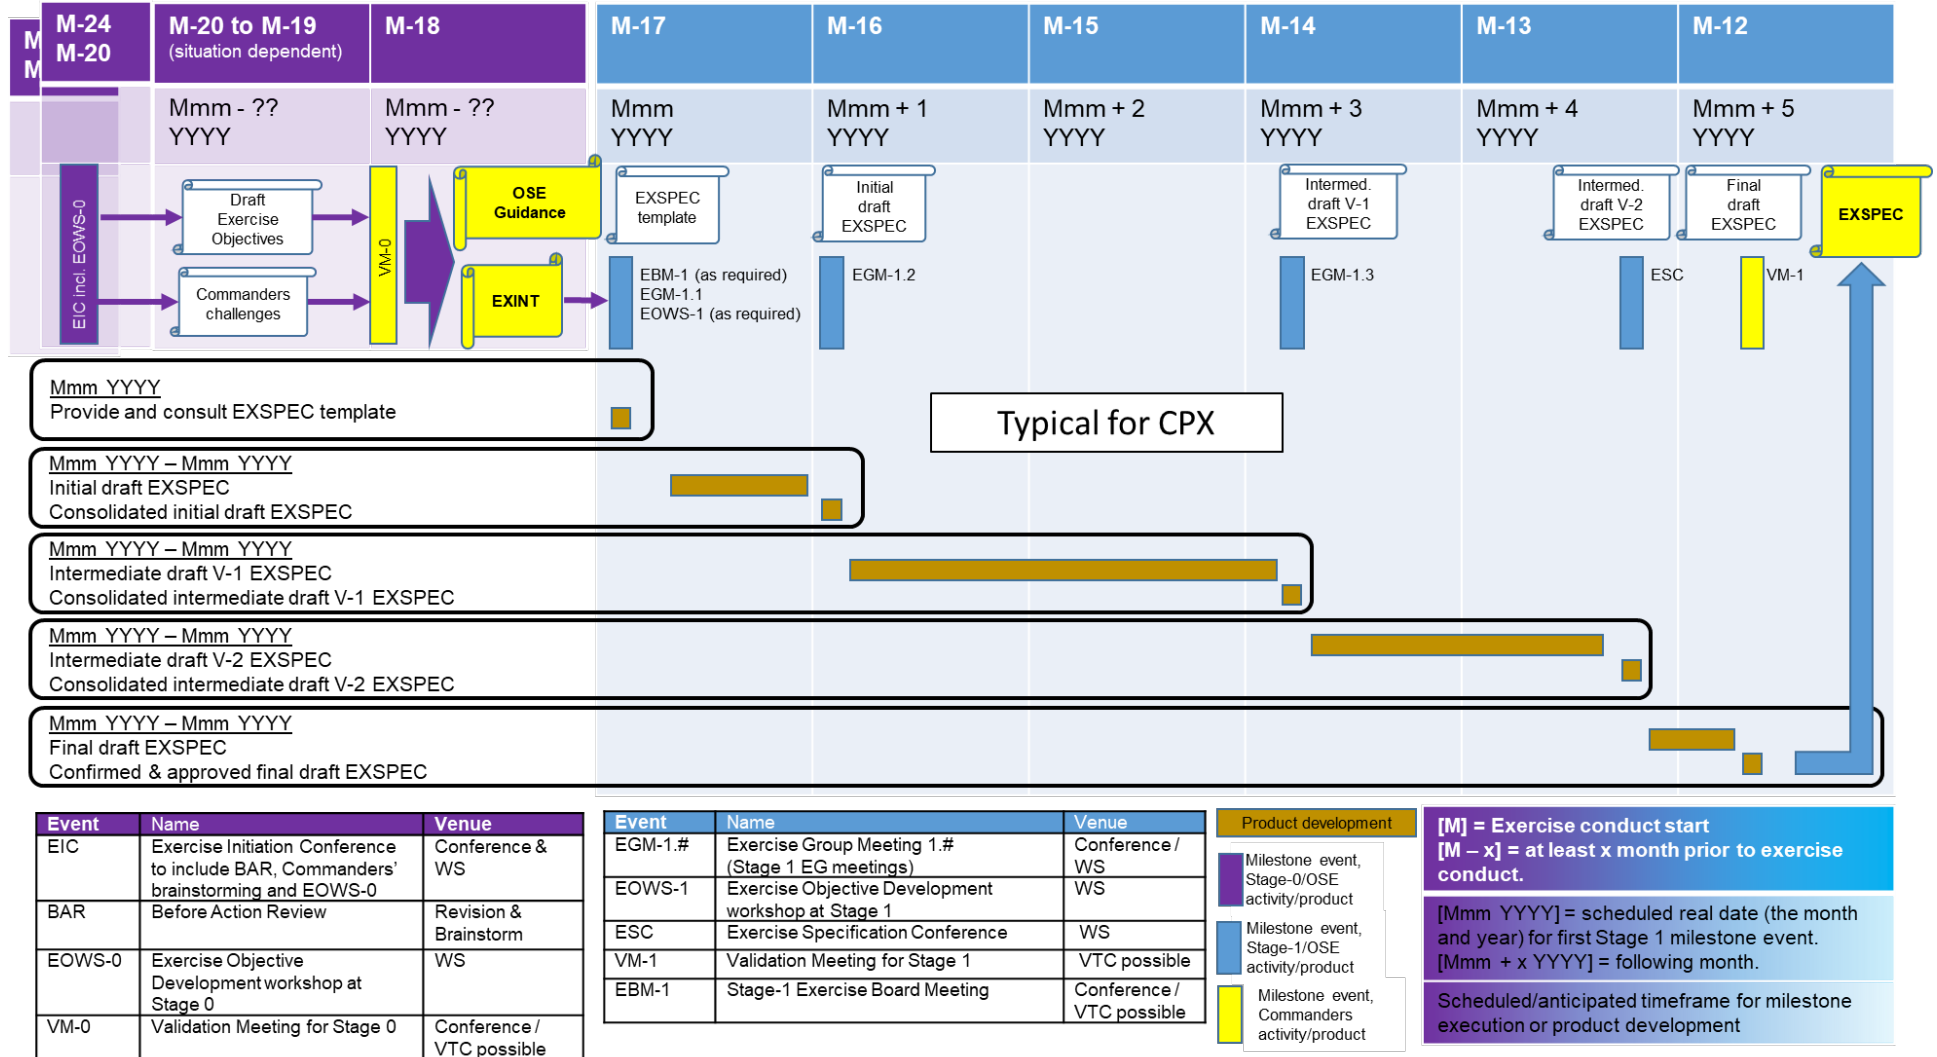 M
M
M-24
M-20
M-20 to M-19
(situation dependent)
M-18
M-17
M-16
M-15
M-14
M-13
M-12
Mmm - ??
YYYY
Mmm - ??
YYYY
Mmm
YYYY
Mmm + 1
YYYY
Mmm + 2
YYYY
Mmm + 3
YYYY
Mmm + 4
YYYY
Mmm + 5
YYYY
EIC incl. EOWS-0
Draft
Exercise
Objectives
Commanders
challenges
VM-0
OSE
Guidance
EXINT
EXSPEC
template
Initial
draft
EXSPEC
Intermed.
draft V-1
EXSPEC
Intermed.
draft V-2
EXSPEC
Final
draft
EXSPEC
EXSPEC
EBM-1 (as required)
EGM-1.1
EOWS-1 (as required)
EGM-1.2
EGM-1.3
ESC
VM-1
Mmm YYYY
Provide and consult EXSPEC template
Typical for CPX
Mmm YYYY – Mmm YYYY
Initial draft EXSPEC
Consolidated initial draft EXSPEC
Mmm YYYY – Mmm YYYY
Intermediate draft V-1 EXSPEC
Consolidated intermediate draft V-1 EXSPEC
Mmm YYYY – Mmm YYYY
Intermediate draft V-2 EXSPEC
Consolidated intermediate draft V-2 EXSPEC
Mmm YYYY – Mmm YYYY
Final draft EXSPEC
Confirmed & approved final draft EXSPEC
Event Name Venue
EIC Exercise Initiation Conference Conference &
to include BAR, Commanders' WS
brainstorming and EOWS-0
BAR Before Action Review Revision &
Brainstorm
EOWS-0 Exercise Objective WS
Development workshop at
Stage 0
VM-0 Validation Meeting for Stage 0 Conference /
VTC possible
Event Name Venue
EGM-1.# Exercise Group Meeting 1.# Conference /
(Stage 1 EG meetings) WS
EOWS-1 Exercise Objective Development WS
workshop at Stage 1
ESC Exercise Specification Conference WS
VM-1 Validation Meeting for Stage 1 VTC possible
EBM-1 Stage-1 Exercise Board Meeting Conference /
VTC possible
Product development
Milestone event,
Stage-0/OSE
activity/product
Milestone event,
Stage-1/OSE
activity/product
Milestone event,
Commanders
activity/product
[M] = Exercise conduct start
[M – x] = at least x month prior to exercise
conduct.
[Mmm YYYY] = scheduled real date (the month
and year) for first Stage 1 milestone event.
[Mmm + x YYYY] = following month.
Scheduled/anticipated timeframe for milestone
execution or product development